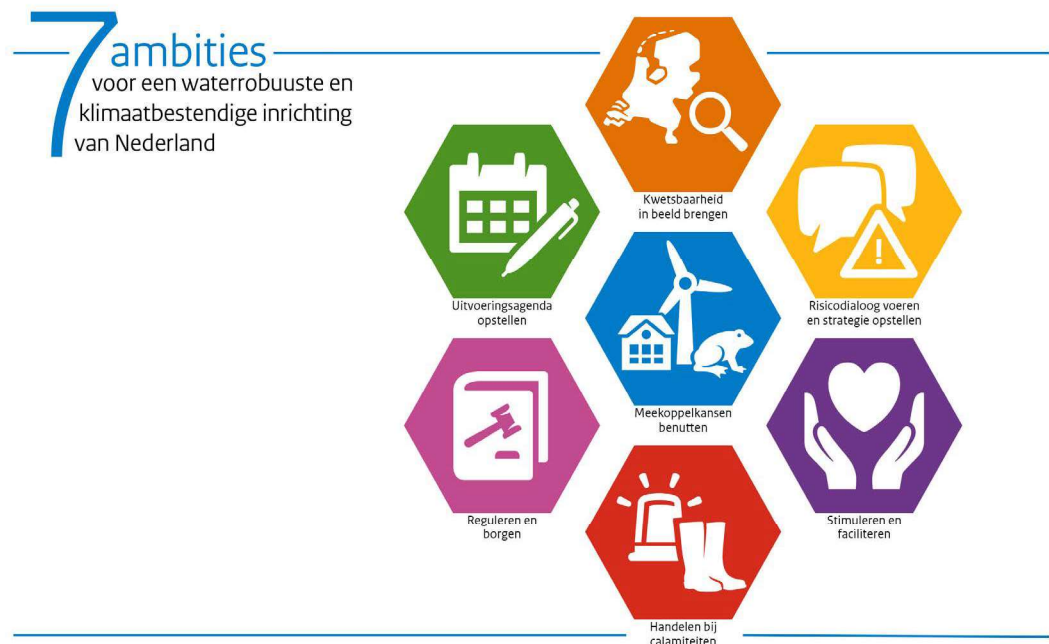 7 ambities
voor een waterrobuuste en
klimaatbestendige inrichting
van Nederland
Kwetsbaarheid
in beeld brengen
Uitvoeringsagenda
opstellen
Risicodialoog voeren
en strategie opstellen
Meekoppelkansen
benutten
Reguleren en
borgen
Stimuleren en
faciliteren
Handelen bij
calamiteiten